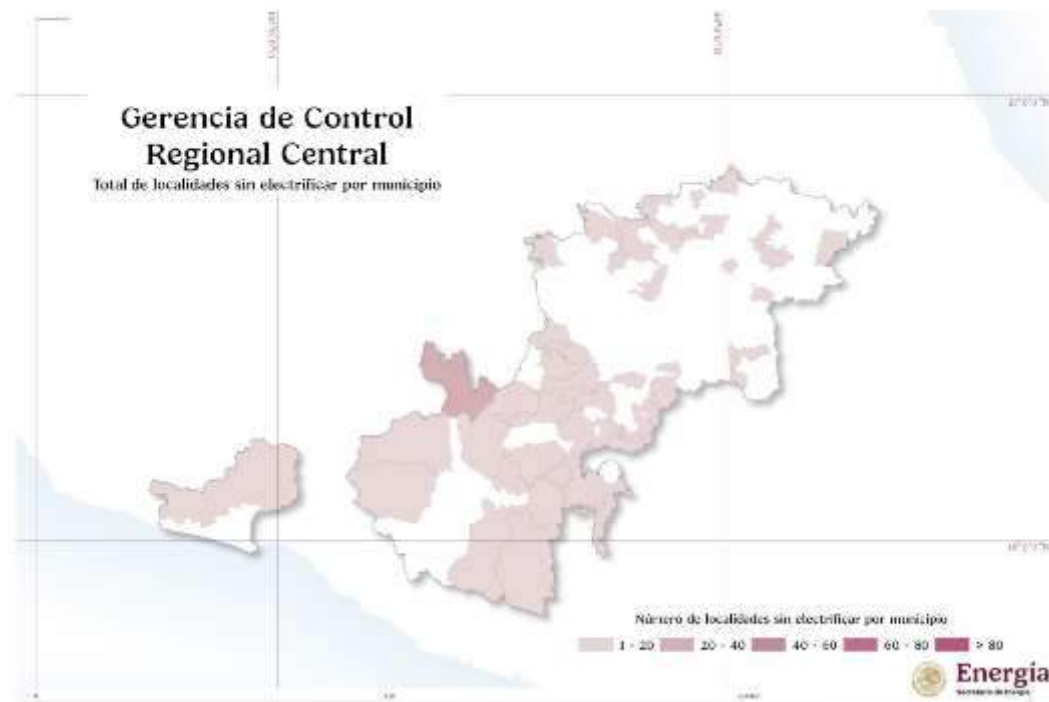 Gerencia de Control
Regional Central
Total de localidades sin electrificar por municipio
Número de localidades sin electrificar por municipio
1 - 20
20 - 40
40 - 60
60 - 80
> 80
Energía
Secretaría de Energía